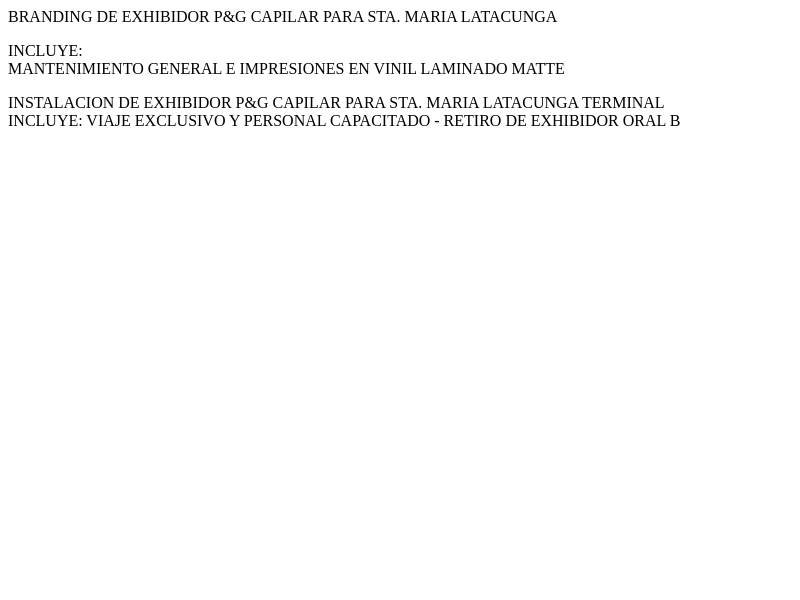 BRANDING DE EXHIBIDOR P&G CAPILAR PARA STA. MARIA LATACUNGA
INCLUYE:
MANTENIMIENTO GENERAL E IMPRESIONES EN VINIL LAMINADO MATTE
INSTALACION DE EXHIBIDOR P&G CAPILAR PARA STA. MARIA LATACUNGA TERMINAL
INCLUYE: VIAJE EXCLUSIVO Y PERSONAL CAPACITADO - RETIRO DE EXHIBIDOR ORAL B